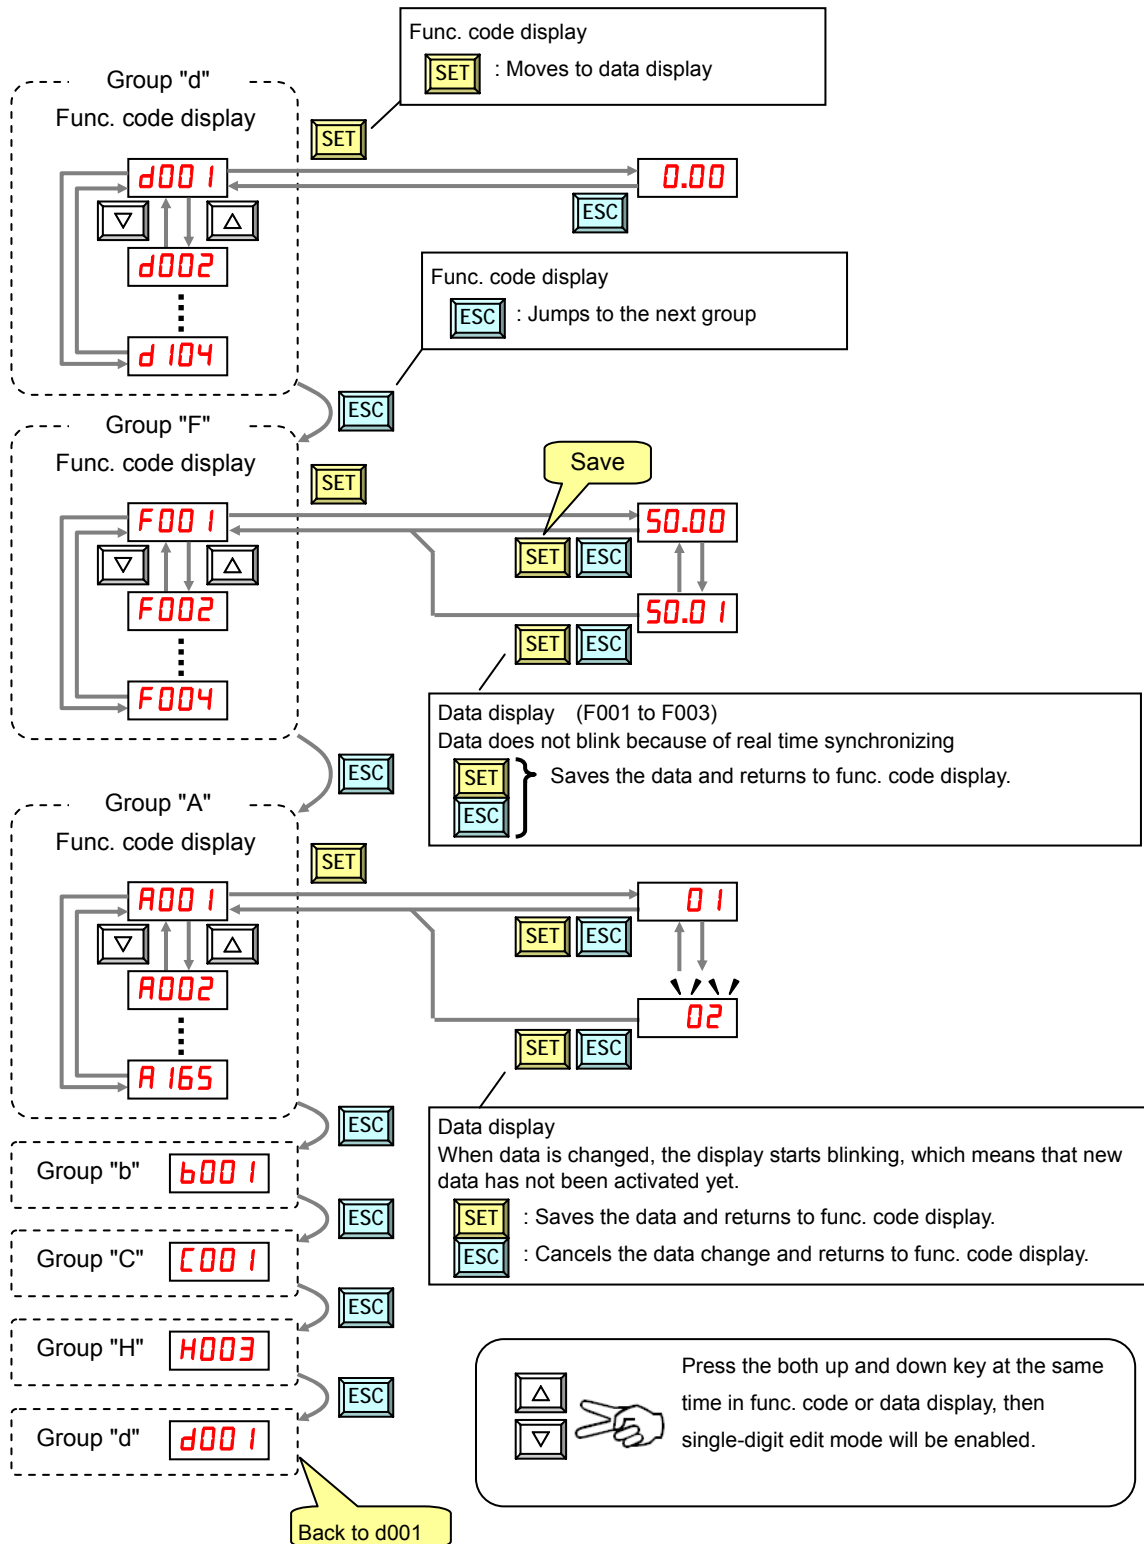 Func. code display
SET : Moves to data display
Group "d"
Func. code display
SET
d001
0.00
ESC
d002
d104
Func. code display
ESC : Jumps to the next group
ESC
Group "F"
Func. code display
SET
Save
F001
50.00
SET ESC
F002
50.01
SET ESC
F004
Data display (F001 to F003)
Data does not blink because of real time synchronizing
SET
ESC
Saves the data and returns to func. code display.
ESC
Group "A"
Func. code display
SET
A001
01
SET ESC
A002
02
SET ESC
A165
ESC
Data display
When data is changed, the display starts blinking, which means that new
data has not been activated yet.
SET : Saves the data and returns to func. code display.
ESC : Cancels the data change and returns to func. code display.
Group "b" b001
ESC
Group "C" C001
ESC
Group "H" H003
ESC
Group "d" d001
Back to d001
Press the both up and down key at the same
time in func. code or data display, then
single-digit edit mode will be enabled.